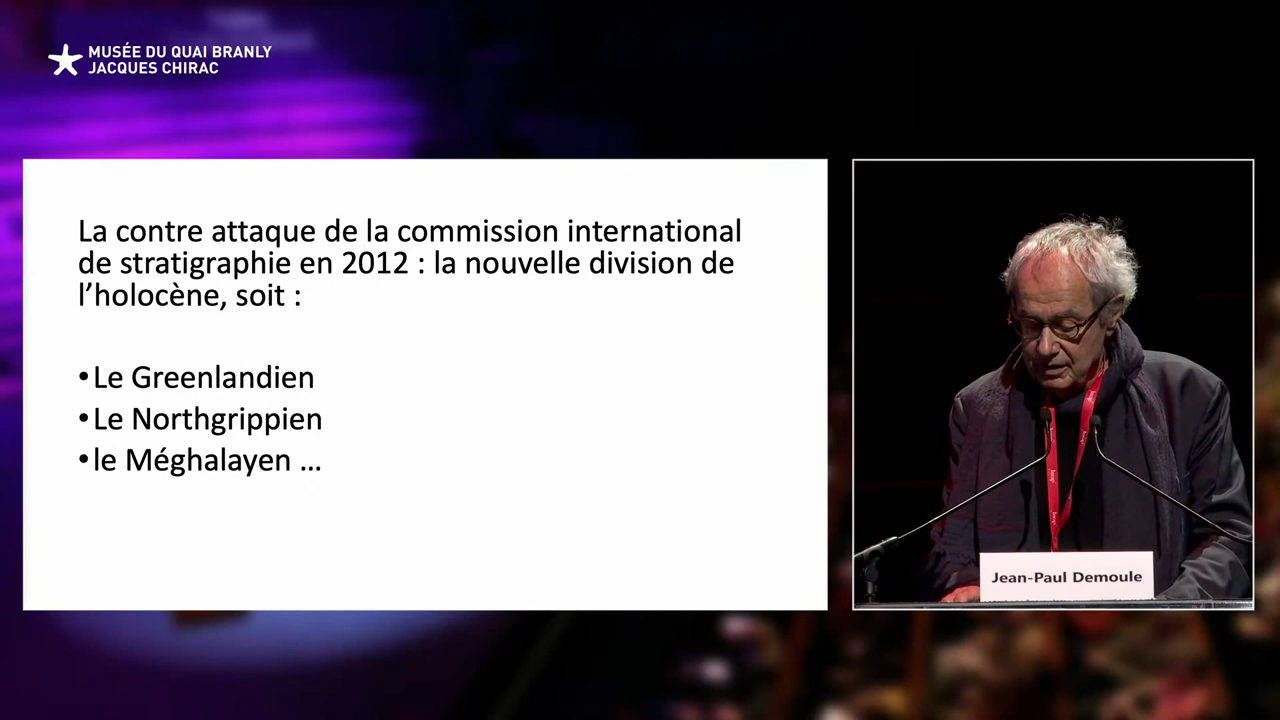 MUSÉE DU QUAI BRANLY
JACQUES CHIRAC
La contre attaque de la commission international
de stratigraphie en 2012 : la nouvelle division de
l’holocène, soit :
•Le Greenlandien
•Le Northgrippien
•le Méghalayen ...
Jean-Paul Demoule